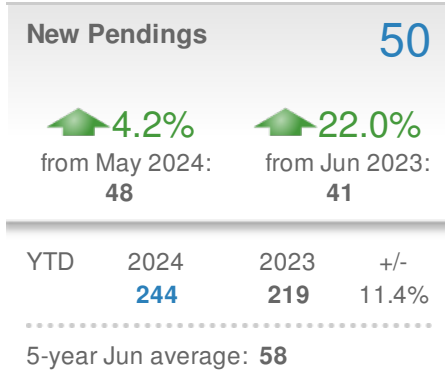 New Pendings 50
4.2% 22.0%
from May 2024: from Jun 2023:
48 41
YTD 2024 2023 +/-
244 219 11.4%
5-year Jun average: 58